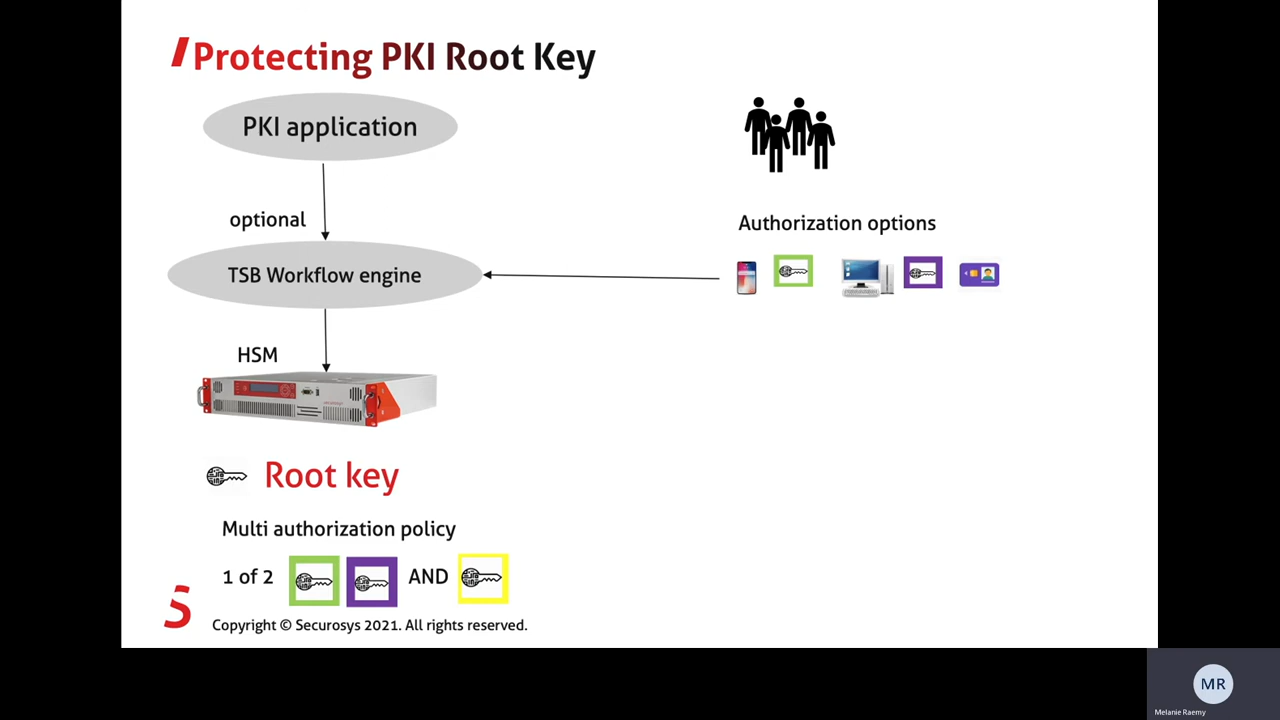 Protecting PKI Root Key
PKI application
optional
TSB Workflow engine
HSM
Root key
Multi authorization policy
1 of 2 AND
Authorization options
Copyright © Securosys 2021. All rights reserved.
MR
Melanie Raemy